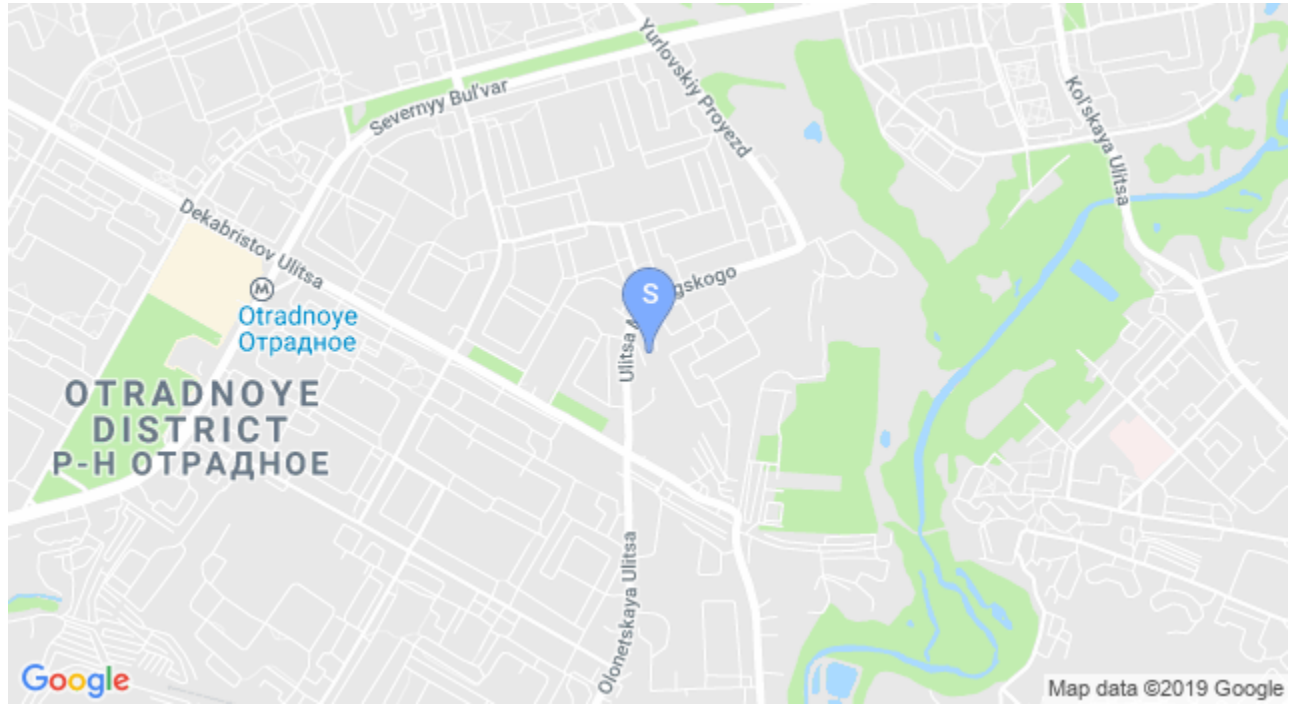 Yurlovskiy Proyezd
Severnyy Bul'var
Kol'skaya Ulitsa
Dekabristov Ulitsa
S
gskogo
Ulitsa
M
Otradnoye
Отрадное
OTRADNOYE
DISTRICT
Р-Н ОТРАДНОЕ
Olonetskaya Ulitsa
Google
Map data ©2019 Google